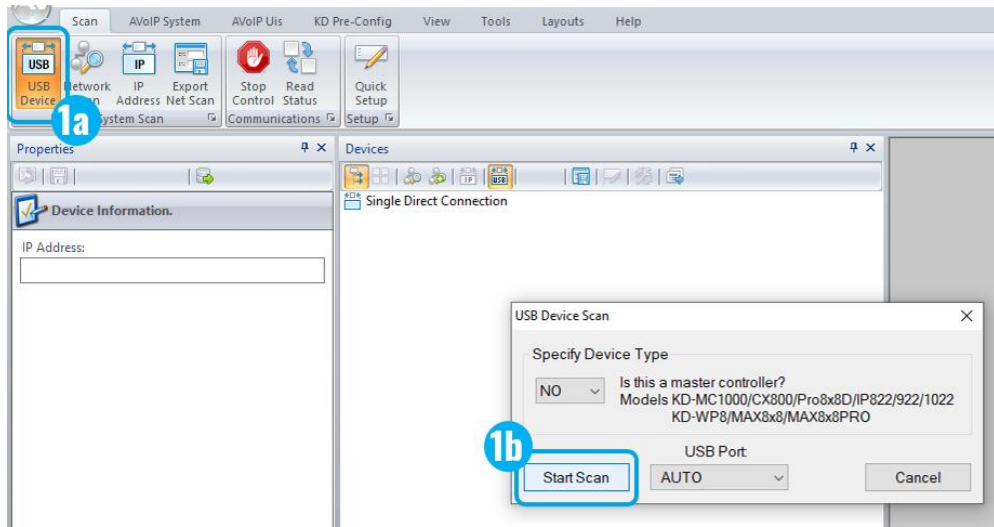 Scan AVoIP System AVoIP Uis KD Pre-Config View Tools Layouts Help
USB IP
USB Network IP Export Stop Read Quick
Device Address Net Scan Control Status Setup
1a
System Scan Communications Setup
Properties Devices
IP USB
Device Information. Single Direct Connection
IP Address:
USB Device Scan
Specify Device Type
NO Is this a master controller?
Models KD-MC1000/CX800/Pro8x8D/IP822/922/1022
KD-WP8/MAX8x8/MAX8x8PRO
1b
USB Port
Start Scan AUTO Cancel